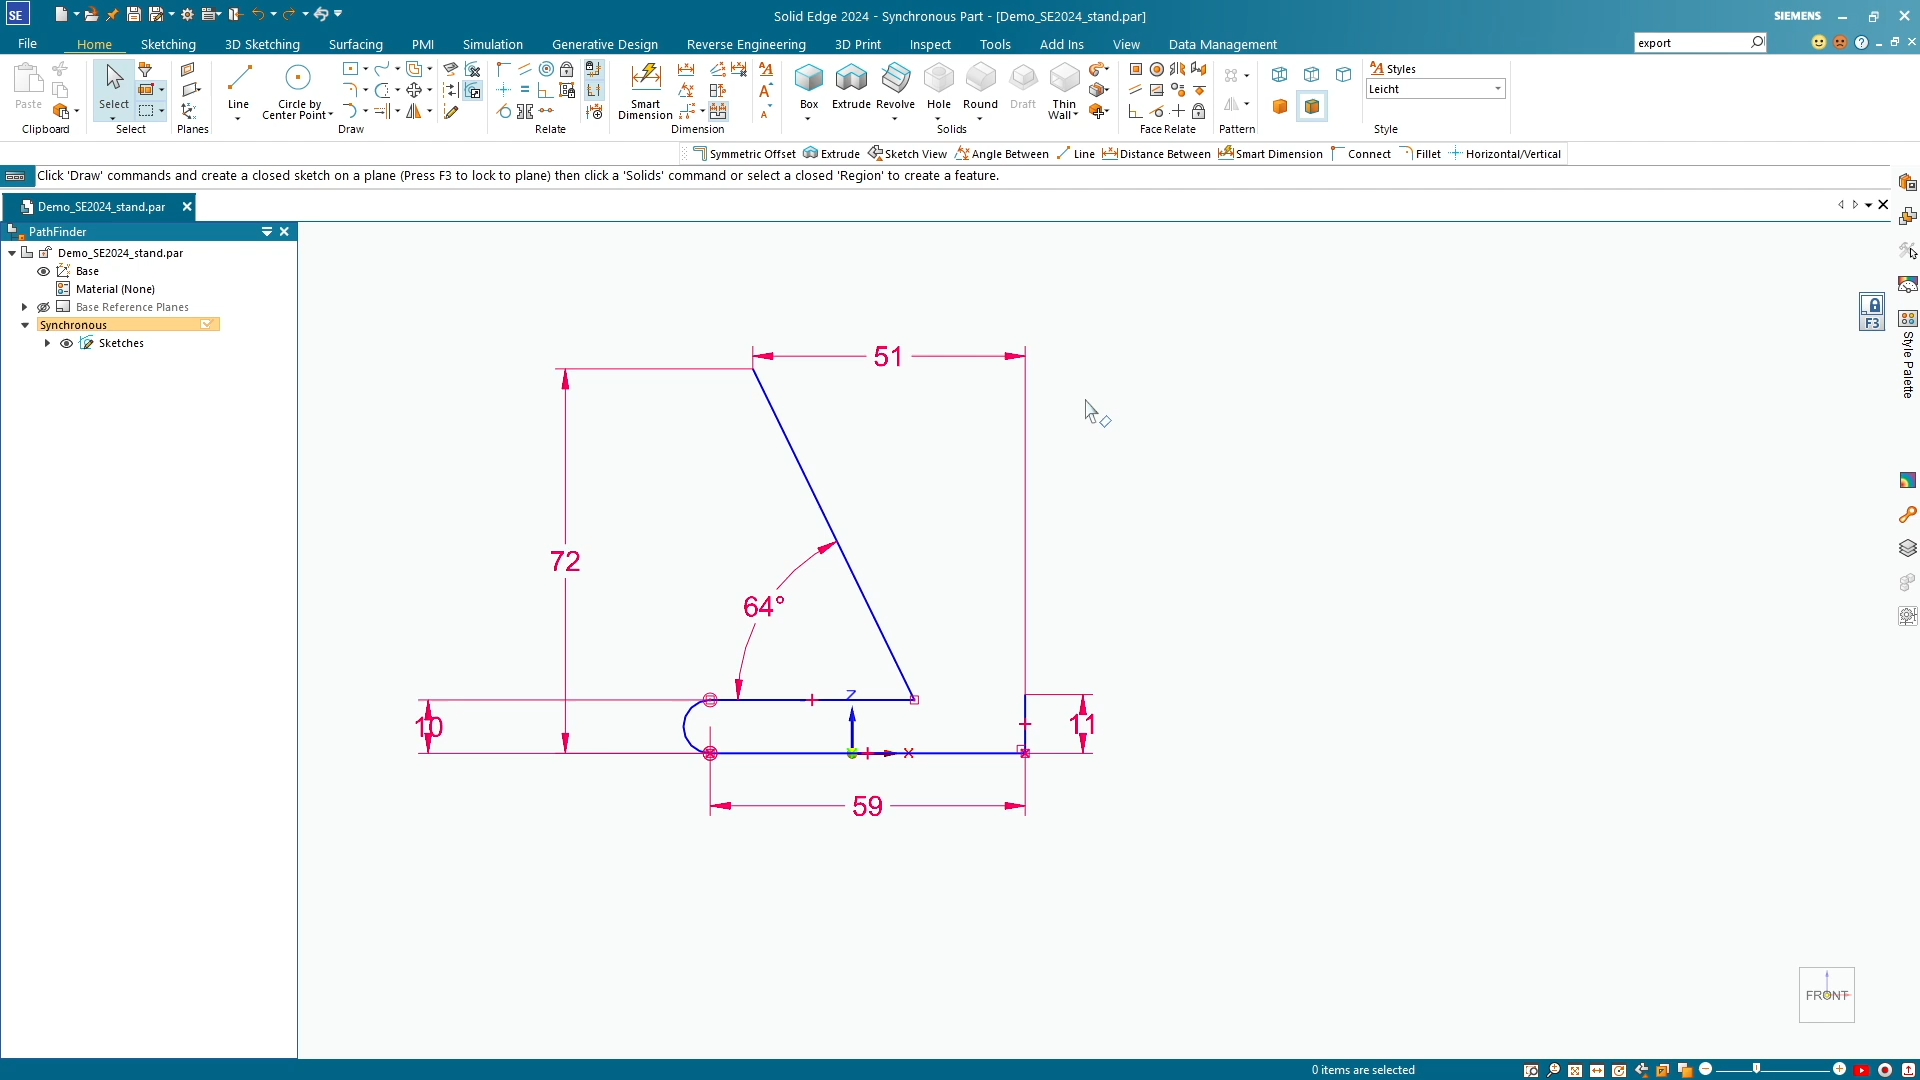 SE
Solid Edge 2024 - Synchronous Part - [Demo_SE2024_stand.par]
SIEMENS
File
Home
Sketching
3D Sketching
Surfacing
PMI
Simulation
Generative Design
Reverse Engineering
3D Print
Inspect
Tools
Add Ins
View
Data Management
export
Paste
Clipboard
Select
Select
Planes
Line
Circle by
Center Point
Draw
Relate
Smart
Dimension
Dimension
Box
Extrude
Revolve
Hole
Round
Draft
Thin
Wall
Solids
Face Relate
Pattern
Styles
Leicht
Style
Symmetric Offset
Extrude
Sketch View
Angle Between
Line
Distance Between
Smart Dimension
Connect
Fillet
Horizontal/Vertical
Click 'Draw' commands and create a closed sketch on a plane (Press F3 to lock to plane) then click a 'Solids' command or select a closed 'Region' to create a feature.
Demo_SE2024_stand.par
PathFinder
Demo_SE2024_stand.par
Base
Material (None)
Base Reference Planes
Synchronous
Sketches
F3
Style Palette
51
72
64°
10
Z
11
X
59
FRONT
0 items are selected